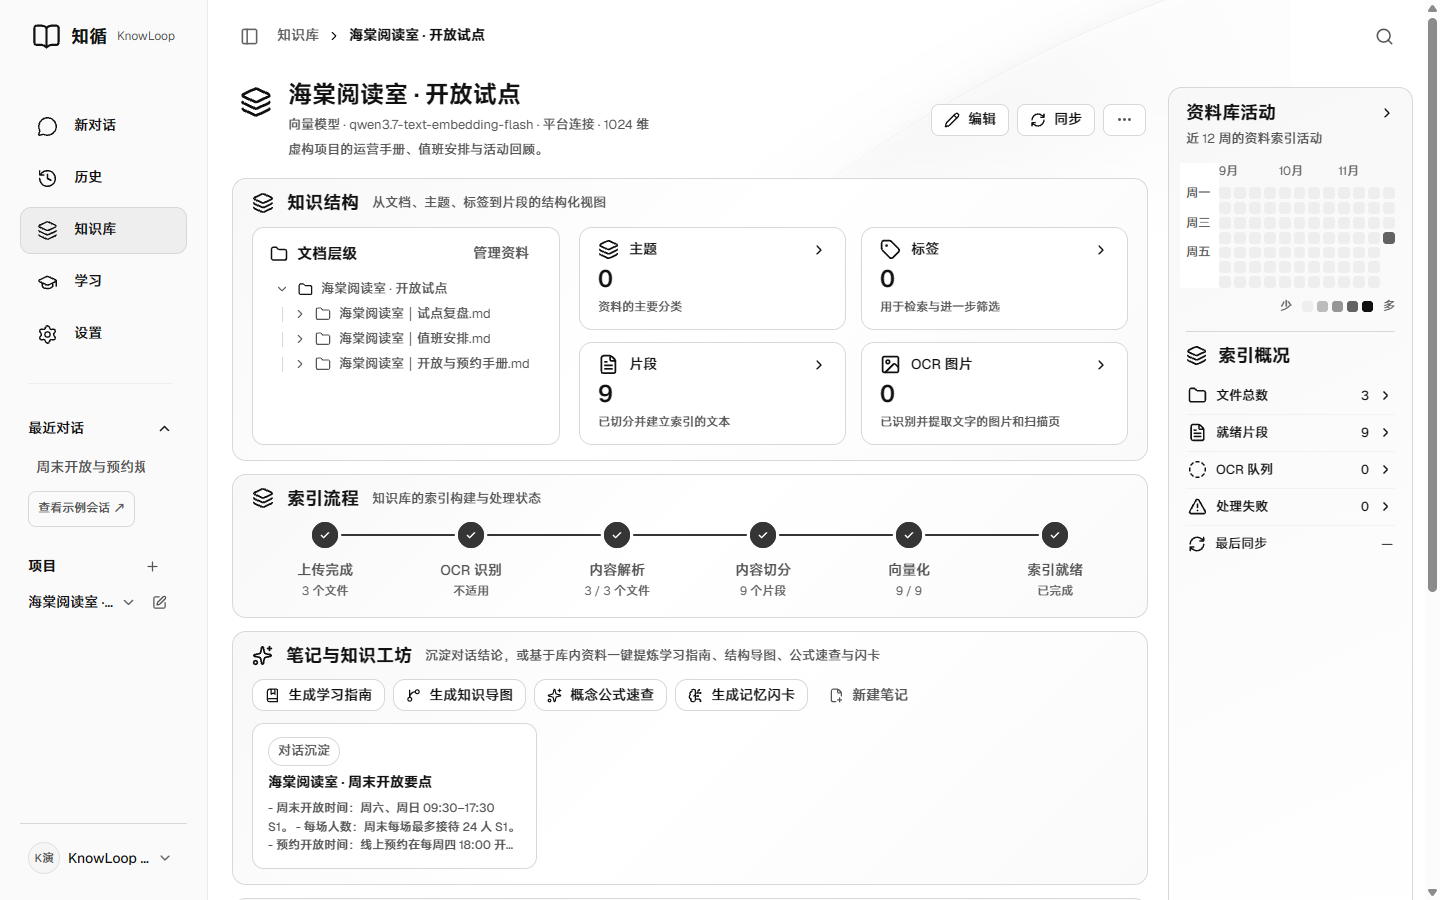 知循 KnowLoop
新对话
历史
知识库
学习
设置
最近对话
周末开放与预约规
查看示例会话 ↗
项目
海棠阅读室 ·...
K演 KnowLoop ...
知识库 > 海棠阅读室 · 开放试点
海棠阅读室 · 开放试点
向量模型 · qwen3.7-text-embedding-flash · 平台连接 · 1024 维
虚构项目的运营手册、值班安排与活动回顾。
编辑
同步
知识结构 从文档、主题、标签到片段的结构化视图
文档层级 管理资料
海棠阅读室 · 开放试点
海棠阅读室 | 试点复盘.md
海棠阅读室 | 值班安排.md
海棠阅读室 | 开放与预约手册.md
主题
0
资料的主要分类
标签
0
用于检索与进一步筛选
片段
9
已切分并建立索引的文本
OCR 图片
0
已识别并提取文字的图片和扫描页
索引流程 知识库的索引构建与处理状态
上传完成
3 个文件
OCR 识别
不适用
内容解析
3 / 3 个文件
内容切分
9 个片段
向量化
9 / 9
索引就绪
已完成
笔记与知识工坊 沉淀对话结论，或基于库内资料一键提炼学习指南、结构导图、公式速查与闪卡
生成学习指南
生成知识导图
概念公式速查
生成记忆闪卡
新建笔记
对话沉淀
海棠阅读室 · 周末开放要点
- 周末开放时间：周六、周日 09:30–17:30
S1。 - 每场人数：周末每场最多接待 24 人 S1。
- 预约开放时间：线上预约在每周四 18:00 开...
资料库活动
近 12 周的资料索引活动
9月 10月 11月
周一
周三
周五
少 多
索引概况
文件总数 3
就绪片段 9
OCR 队列 0
处理失败 0
最后同步 —